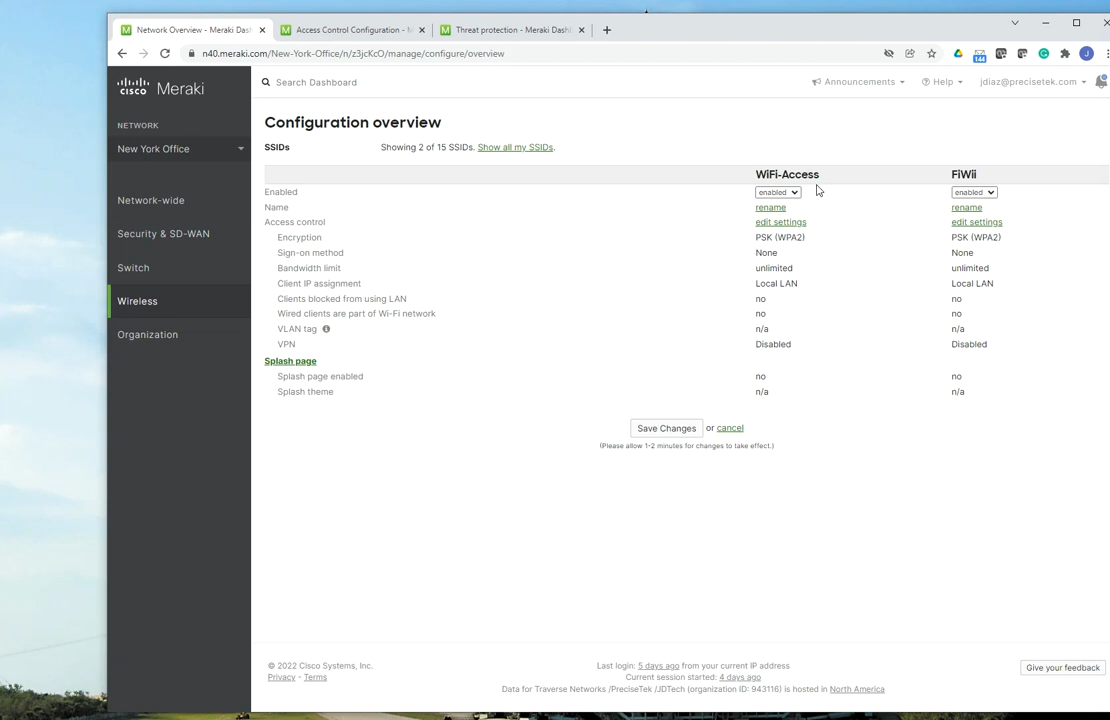 Network Overview - Meraki Das
Access Control Configuration -
Threat protection - Meraki Dash
n40.meraki.com/New-York-Office/n/z3jcKcO/manage/configure/overview
144
J
cisco Meraki
Search Dashboard
Announcements
Help
jdiaz@precisetek.com
NETWORK
New York Office
Network-wide
Security & SD-WAN
Switch
Wireless
Organization
Configuration overview
SSIDs Showing 2 of 15 SSIDs. Show all my SSIDs.
WiFi-Access FiWii
Enabled enabled enabled
Name rename rename
Access control edit settings edit settings
Encryption PSK (WPA2) PSK (WPA2)
Sign-on method None None
Bandwidth limit unlimited unlimited
Client IP assignment Local LAN Local LAN
Clients blocked from using LAN no no
Wired clients are part of Wi-Fi network no no
VLAN tag n/a n/a
VPN Disabled Disabled
Splash page
Splash page enabled no no
Splash theme n/a n/a
Save Changes or cancel
(Please allow 1-2 minutes for changes to take effect.)
© 2022 Cisco Systems, Inc.
Privacy - Terms
Last login: 5 days ago from your current IP address
Current session started: 4 days ago
Data for Traverse Networks /PreciseTek /JDTech (organization ID: 943116) is hosted in North America
Give your feedback